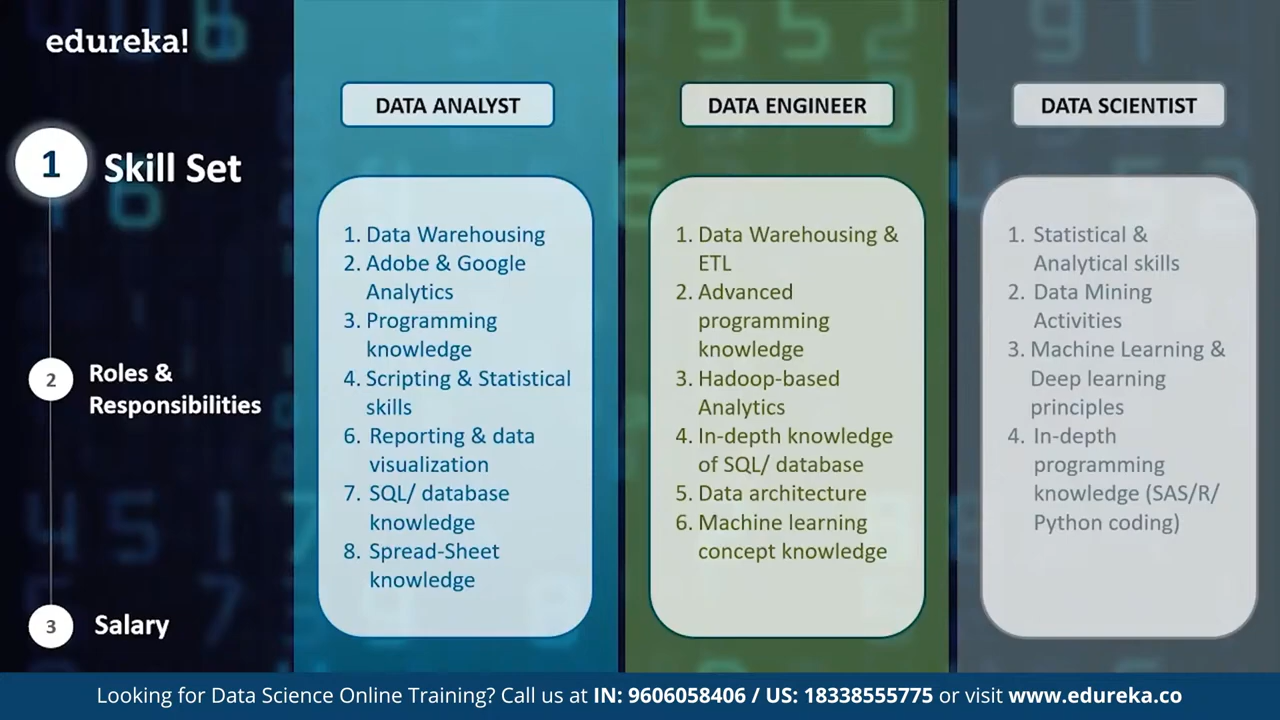 edureka!
1 Skill Set
2 Roles &
Responsibilities
3 Salary
DATA ANALYST
1. Data Warehousing
2. Adobe & Google
Analytics
3. Programming
knowledge
4. Scripting & Statistical
skills
6. Reporting & data
visualization
7. SQL/ database
knowledge
8. Spread-Sheet
knowledge
DATA ENGINEER
1. Data Warehousing &
ETL
2. Advanced
programming
knowledge
3. Hadoop-based
Analytics
4. In-depth knowledge
of SQL/ database
5. Data architecture
6. Machine learning
concept knowledge
DATA SCIENTIST
1. Statistical &
Analytical skills
2. Data Mining
Activities
3. Machine Learning &
Deep learning
principles
4. In-depth
programming
knowledge (SAS/R/
Python coding)
Looking for Data Science Online Training? Call us at IN: 9606058406 / US: 18338555775 or visit www.edureka.co